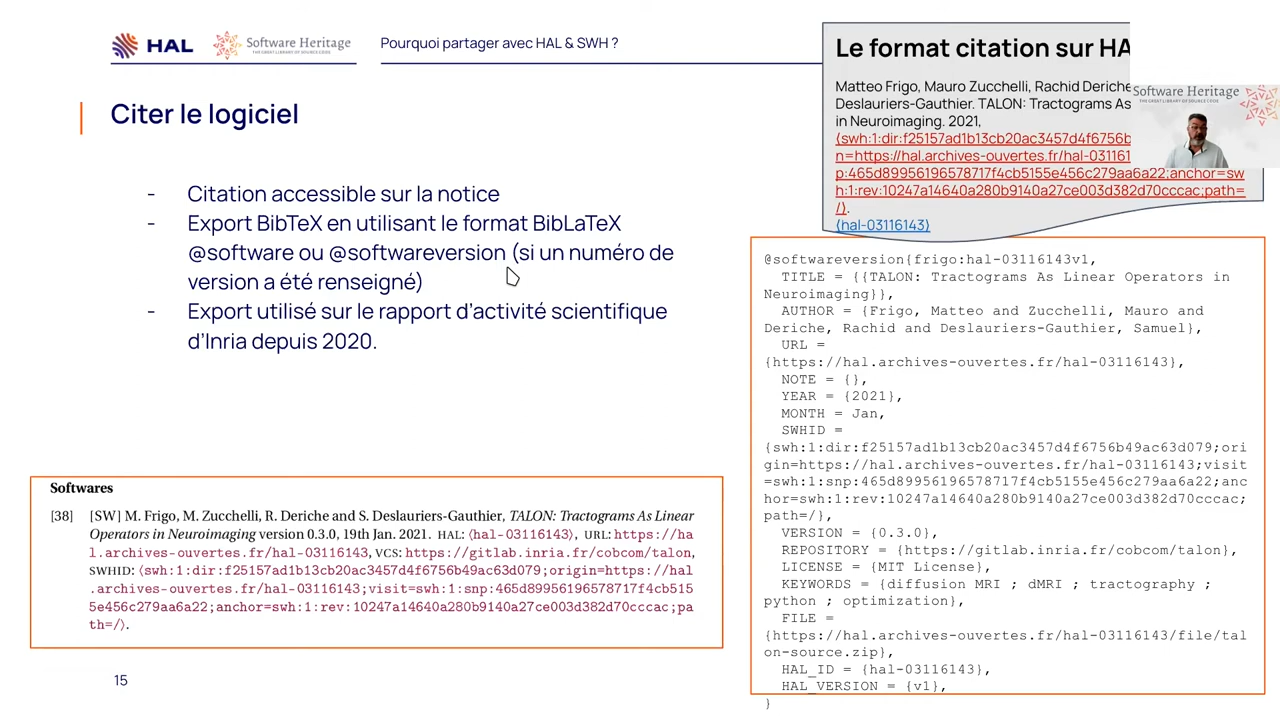 HAL
Software Heritage
THE GREAT LIBRARY OF SOURCE CODE
Pourquoi partager avec HAL & SWH ?
Citer le logiciel
- Citation accessible sur la notice
- Export BibTeX en utilisant le format BibLaTeX
@software ou @softwareversion (si un numéro de
version a été renseigné)
- Export utilisé sur le rapport d’activité scientifique
d’Inria depuis 2020.
Le format citation sur HA
Matteo Frigo, Mauro Zucchelli, Rachid Deriche
Deslauriers-Gauthier. TALON: Tractograms As
in Neuroimaging. 2021,
⟨swh:1:dir:f25157ad1b13cb20ac3457d4f6756b
n=https://hal.archives-ouvertes.fr/hal-031161
p:465d89956196578717f4cb5155e456c279aa6a22;anchor=sw
h:1:rev:10247a14640a280b9140a27ce003d382d70cccac;path=
/⟩.
⟨hal-03116143⟩
Software Heritage
THE GREAT LIBRARY OF SOURCE CODE
@softwareversion{frigo:hal-03116143v1,
TITLE = {{TALON: Tractograms As Linear Operators in
Neuroimaging}},
AUTHOR = {Frigo, Matteo and Zucchelli, Mauro and
Deriche, Rachid and Deslauriers-Gauthier, Samuel},
URL =
{https://hal.archives-ouvertes.fr/hal-03116143},
NOTE = {},
YEAR = {2021},
MONTH = Jan,
SWHID =
{swh:1:dir:f25157ad1b13cb20ac3457d4f6756b49ac63d079;ori
gin=https://hal.archives-ouvertes.fr/hal-03116143;visit
=swh:1:snp:465d89956196578717f4cb5155e456c279aa6a22;anc
hor=swh:1:rev:10247a14640a280b9140a27ce003d382d70cccac;
path=/},
VERSION = {0.3.0},
REPOSITORY = {https://gitlab.inria.fr/cobcom/talon},
LICENSE = {MIT License},
KEYWORDS = {diffusion MRI ; dMRI ; tractography ;
python ; optimization},
FILE =
{https://hal.archives-ouvertes.fr/hal-03116143/file/tal
on-source.zip},
HAL_ID = {hal-03116143},
HAL_VERSION = {v1},
}
Softwares
[38] [SW] M. Frigo, M. Zucchelli, R. Deriche and S. Deslauriers-Gauthier, TALON: Tractograms As Linear
Operators in Neuroimaging version 0.3.0, 19th Jan. 2021. HAL: ⟨hal-03116143⟩, URL: https://ha
l.archives-ouvertes.fr/hal-03116143, VCS: https://gitlab.inria.fr/cobcom/talon,
SWHID: ⟨swh:1:dir:f25157ad1b13cb20ac3457d4f6756b49ac63d079;origin=https://hal
.archives-ouvertes.fr/hal-03116143;visit=swh:1:snp:465d89956196578717f4cb515
5e456c279aa6a22;anchor=swh:1:rev:10247a14640a280b9140a27ce003d382d70cccac;pa
th=/⟩.
15